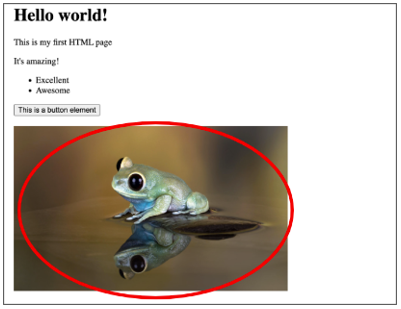 Hello world!
This is my first HTML page
It's amazing!
Excellent
Awesome
This is a button element